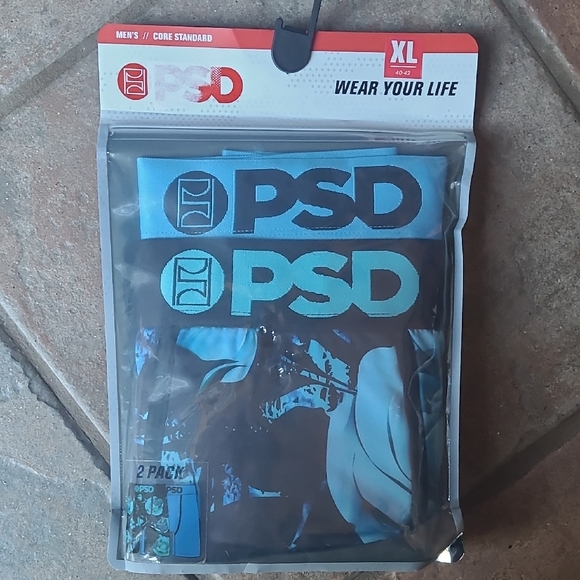 MEN'S // CORE STANDARD
PSD
XL
40-42
WEAR YOUR LIFE
PSD
PSD
2 PACK
PSD
PSD